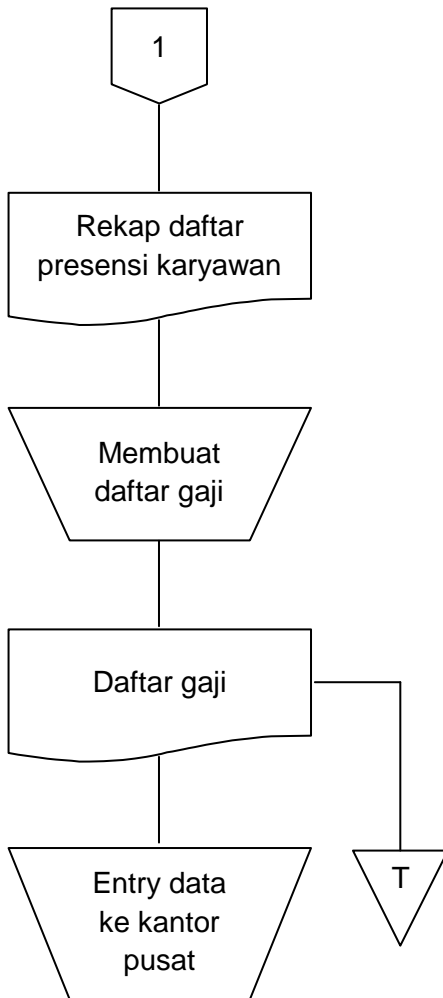 1
Rekap daftar
presensi karyawan
Membuat
daftar gaji
Daftar gaji
Entry data
ke kantor
pusat
T